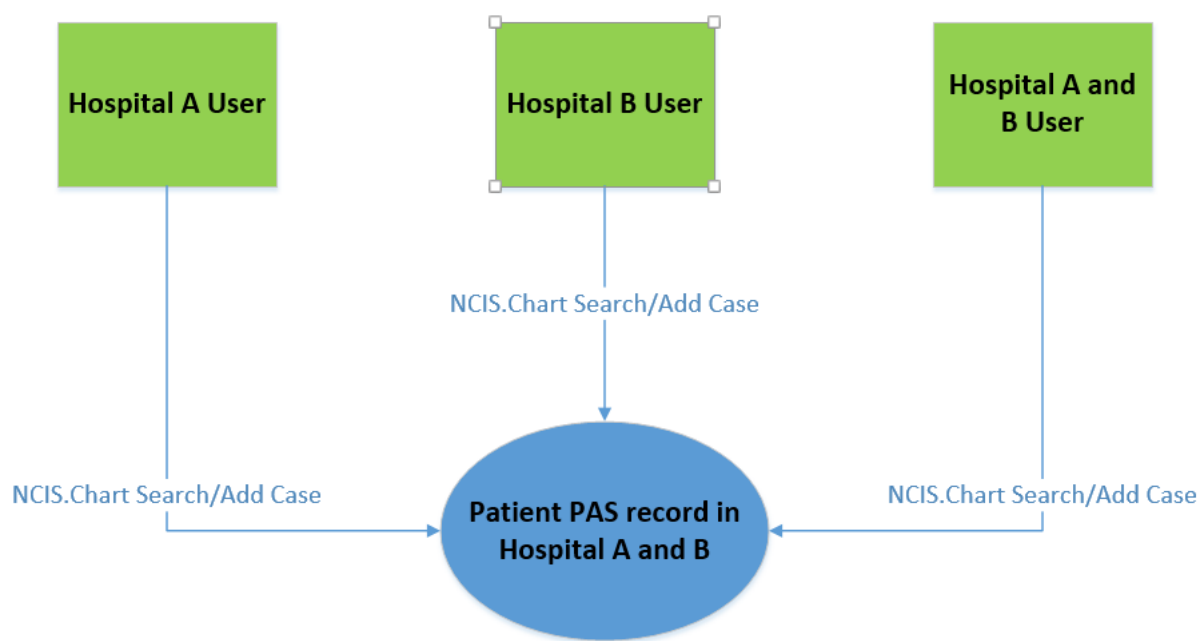 Hospital A User
Hospital B User
Hospital A and
B User
NCIS.Chart Search/Add Case
NCIS.Chart Search/Add Case
NCIS.Chart Search/Add Case
Patient PAS record in
Hospital A and B